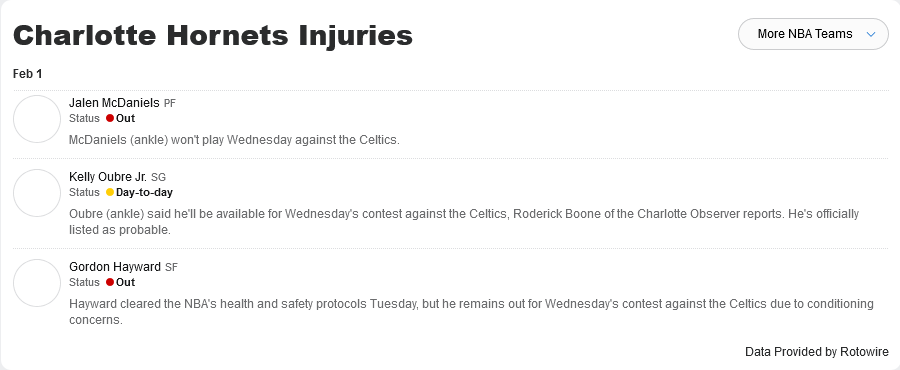 Charlotte Hornets Injuries
More NBA Teams
Feb 1
Jalen McDaniels PF
Status Out
McDaniels (ankle) won't play Wednesday against the Celtics.
Kelly Oubre Jr. SG
Status Day-to-day
Oubre (ankle) said he'll be available for Wednesday's contest against the Celtics, Roderick Boone of the Charlotte Observer reports. He's officially
listed as probable.
Gordon Hayward SF
Status Out
Hayward cleared the NBA's health and safety protocols Tuesday, but he remains out for Wednesday's contest against the Celtics due to conditioning
concerns.
Data Provided by Rotowire